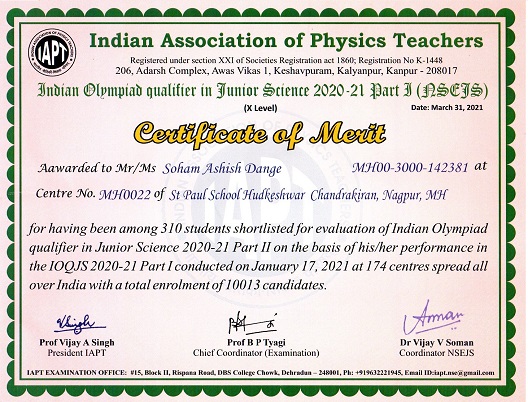 IAPT
Indian Association of Physics Teachers
Registered under section XXI of Societies Registration act 1860; Registration No K-1448
206, Adarsh Complex, Awas Vikas 1, Keshavpuram, Kalyanpur, Kanpur - 208017
Indian Olympiad qualifier in Junior Science 2020-21 Part I (NSEJS)
(X Level)
Date: March 31, 2021
Certificate of Merit
Aawarded to Mr/Ms Soham Ashish Dange MH00-3000-142381 at
Centre No. MH0022 of St Paul School Hudkeshwar Chandrakiran, Nagpur, MH
for having been among 310 students shortlisted for evaluation of Indian Olympiad
qualifier in Junior Science 2020-21 Part II on the basis of his/her performance in
the IOQJS 2020-21 Part I conducted on January 17, 2021 at 174 centres spread all
over India with a total enrolment of 10013 candidates.
Prof Vijay A Singh
President IAPT
Prof B P Tyagi
Chief Coordinator (Examination)
Dr Vijay V Soman
Coordinator NSEJS
IAPT EXAMINATION OFFICE: #15, Block II, Rispana Road, DBS College Chowk, Dehradun – 248001, Ph: +919632221945, Email ID:iapt.nse@gmail.com